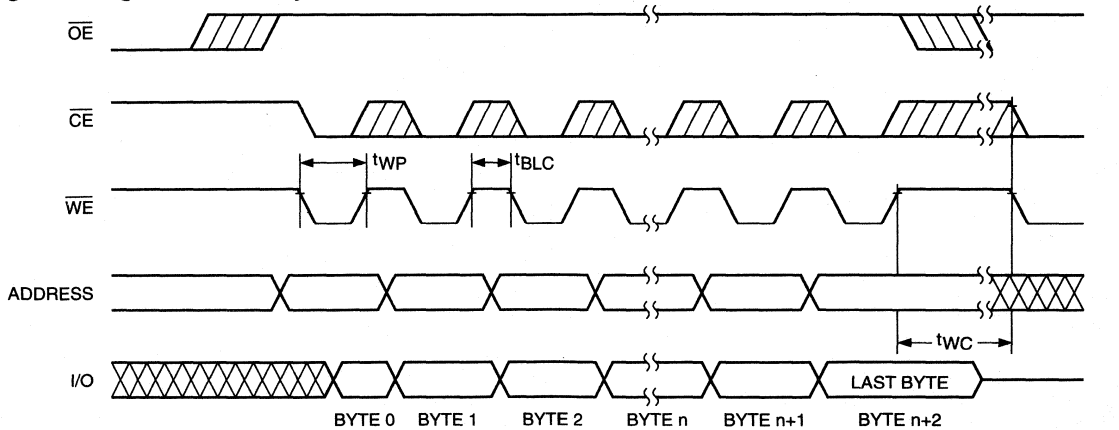 OE
CE
tWP
tBLC
WE
ADDRESS
tWC
I/O
LAST BYTE
BYTE 0 BYTE 1 BYTE 2 BYTE n BYTE n+1 BYTE n+2